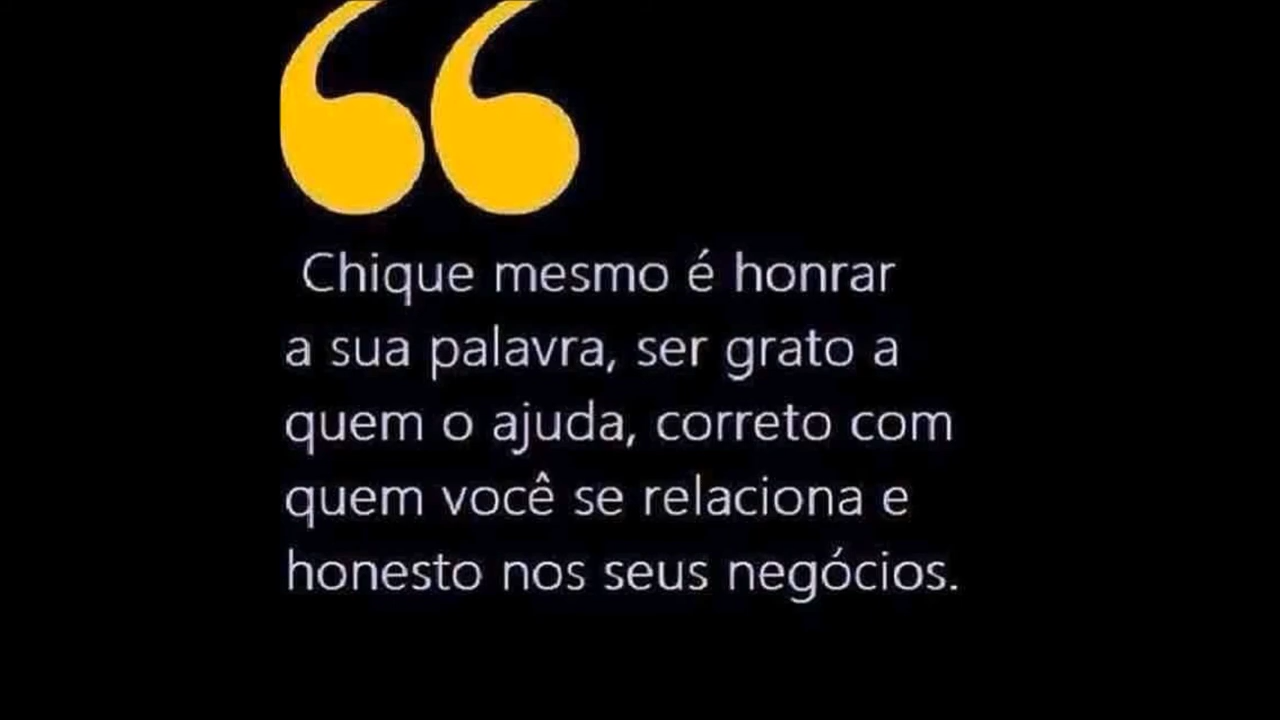 Chique mesmo é honrar
a sua palavra, ser grato a
quem o ajuda, correto com
quem você se relaciona e
honesto nos seus negócios.